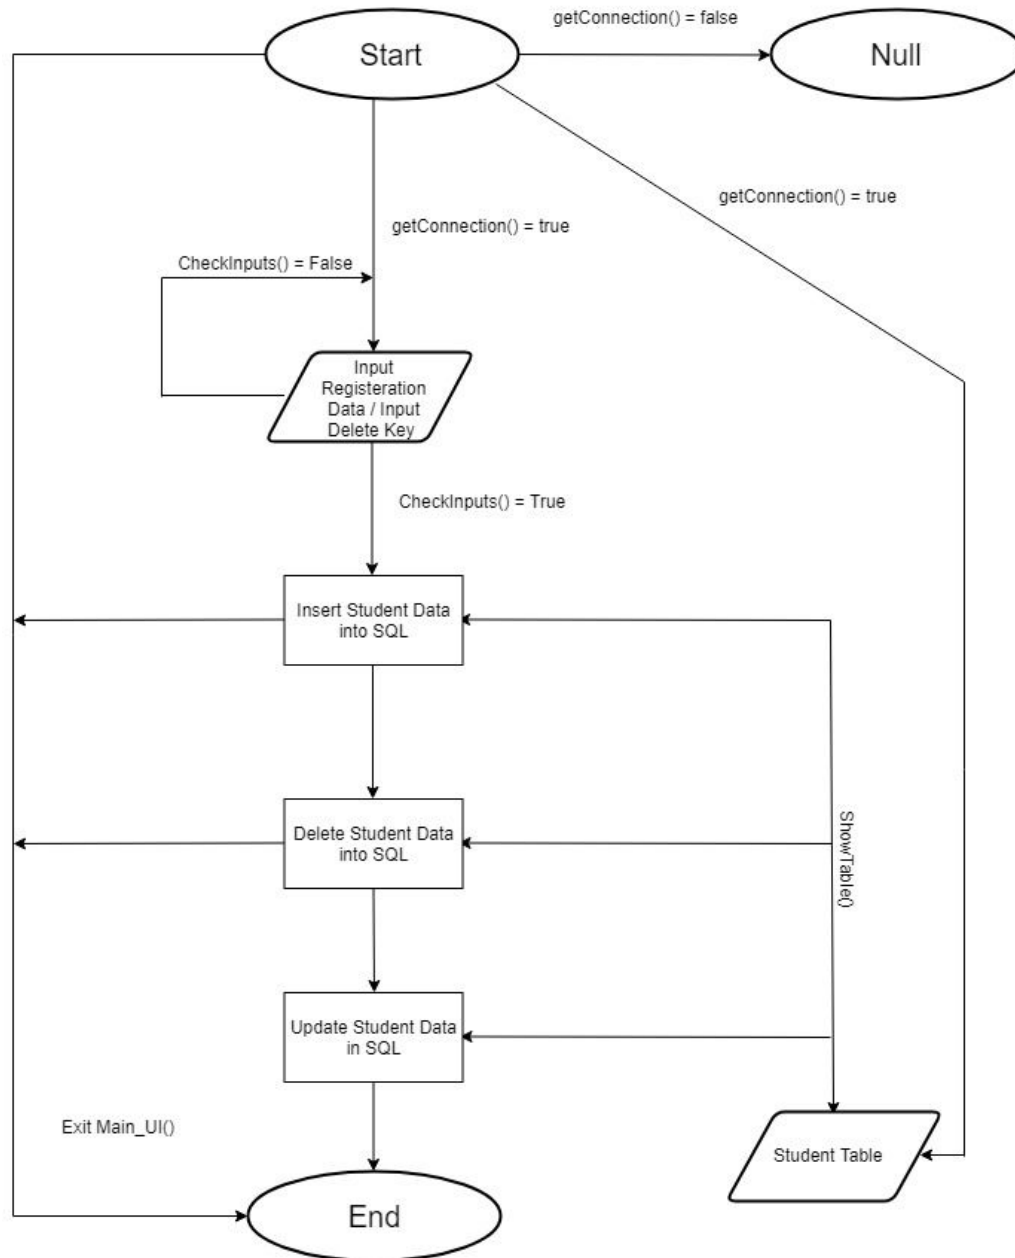 getConnection() = false
Start
Null
getConnection() = true
getConnection() = true
CheckInputs() = False
Input
Registeration
Data / Input
Delete Key
CheckInputs() = True
Insert Student Data
into SQL
Delete Student Data
into SQL
ShowTable()
Update Student Data
in SQL
Exit Main_UI()
Student Table
End